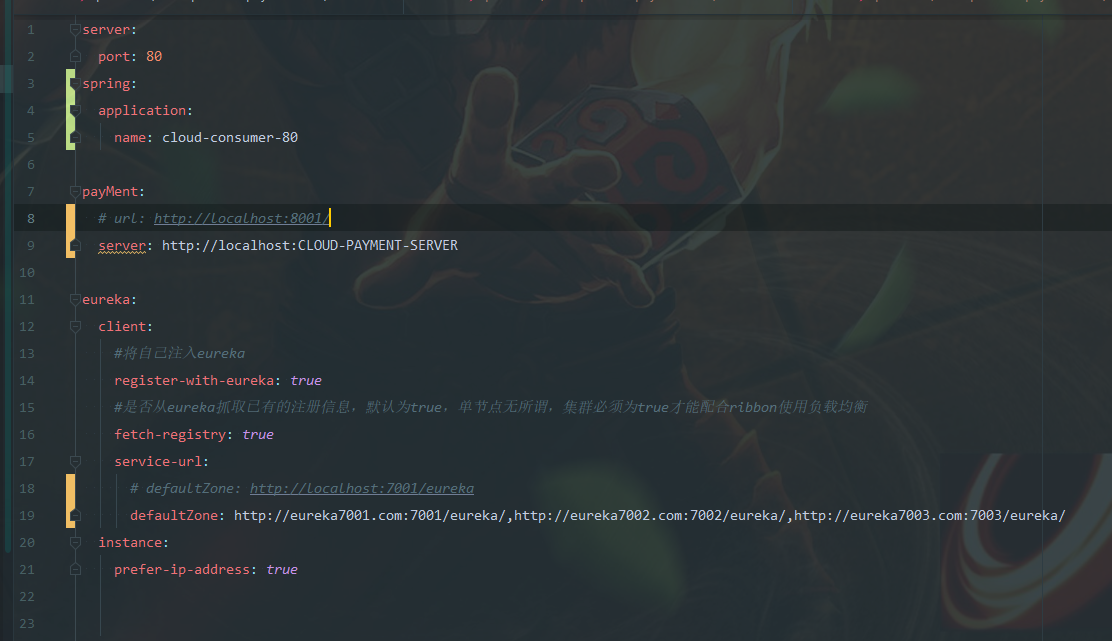 1 server:
2 port: 80
3 spring:
4 application:
5 name: cloud-consumer-80
6
7 payMent:
8 # url: http://localhost:8001/
9 server: http://localhost:CLOUD-PAYMENT-SERVER
10
11 eureka:
12 client:
13 #将自己注入eureka
14 register-with-eureka: true
15 #是否从eureka抓取已有的注册信息，默认为true，单节点无所谓，集群必须为true才能配合ribbon使用负载均衡
16 fetch-registry: true
17 service-url:
18 # defaultZone: http://localhost:7001/eureka
19 defaultZone: http://eureka7001.com:7001/eureka/,http://eureka7002.com:7002/eureka/,http://eureka7003.com:7003/eureka/
20 instance:
21 prefer-ip-address: true
22
23